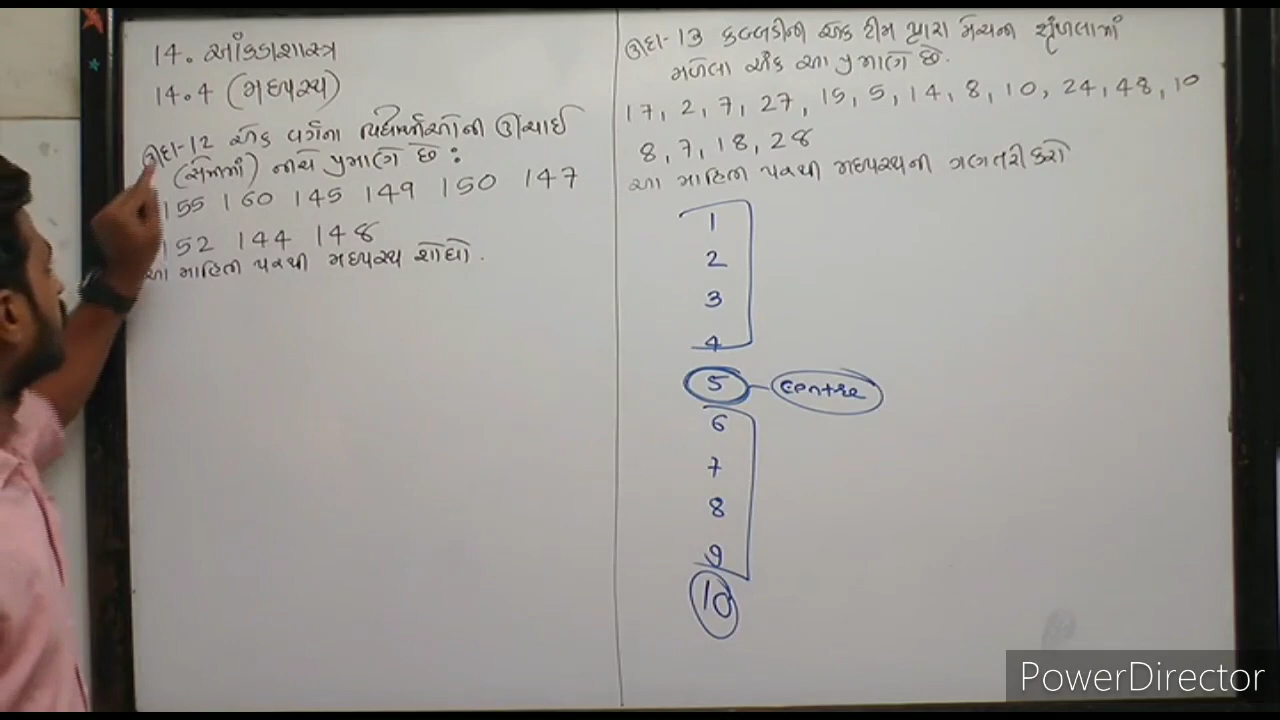 14. આંકડાશાસ્ત્ર
14.4 (મધ્યસ્થ)
ઉદા-12 એક વર્ગના વિદ્યાર્થીઓની ઊંચાઈ
(સેમીમાં) નીચે પ્રમાણે છે :
155 160 145 149 150 147
152 144 148
આ માહિતી પરથી મધ્યસ્થ શોધો.
ઉદા-13 કબડ્ડીની એક ટીમ દ્વારા મેચની શૃંખલામાં
મળેલા અંક આ પ્રમાણે છે.
17, 2, 7, 27, 15, 5, 14, 8, 10, 24, 48, 10
8, 7, 18, 28
આ માહિતી પરથી મધ્યસ્થની ગણતરી કરો
1
2
3
4
5 centre
6
7
8
9
10
PowerDirector